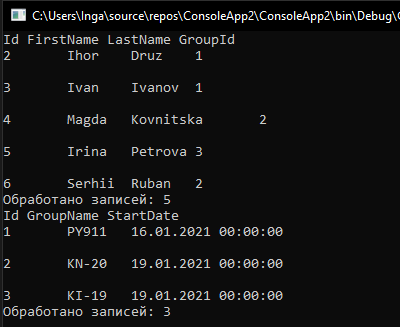 C:\Users\Inga\source\repos\ConsoleApp2\ConsoleApp2\bin\Debug\
Id FirstName LastName GroupId
2 Ihor Druz 1
3 Ivan Ivanov 1
4 Magda Kovnitska 2
5 Irina Petrova 3
6 Serhii Ruban 2
Обработано записей: 5
Id GroupName StartDate
1 PY911 16.01.2021 00:00:00
2 KN-20 19.01.2021 00:00:00
3 KI-19 19.01.2021 00:00:00
Обработано записей: 3